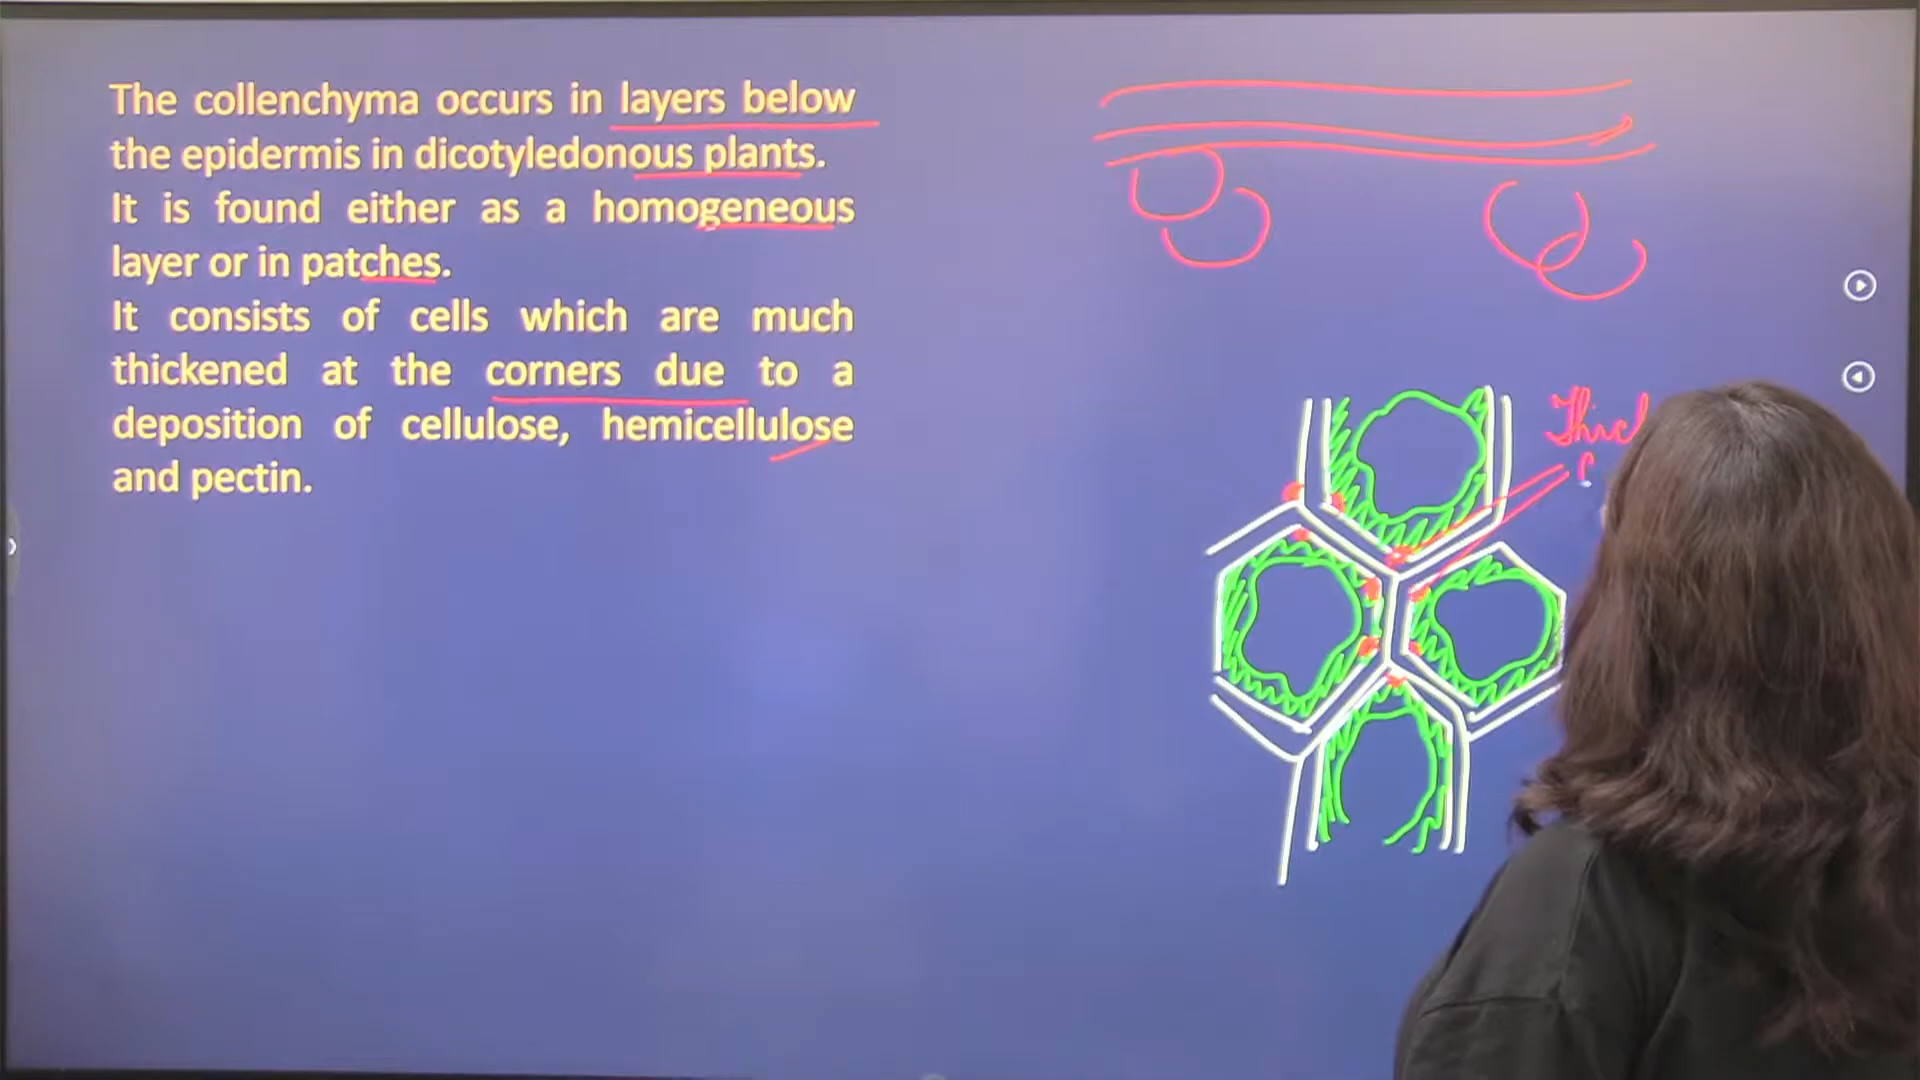 The collenchyma occurs in layers below
the epidermis in dicotyledonous plants.
It is found either as a homogeneous
layer or in patches.
It consists of cells which are much
thickened at the corners due to a
deposition of cellulose, hemicellulose
and pectin.